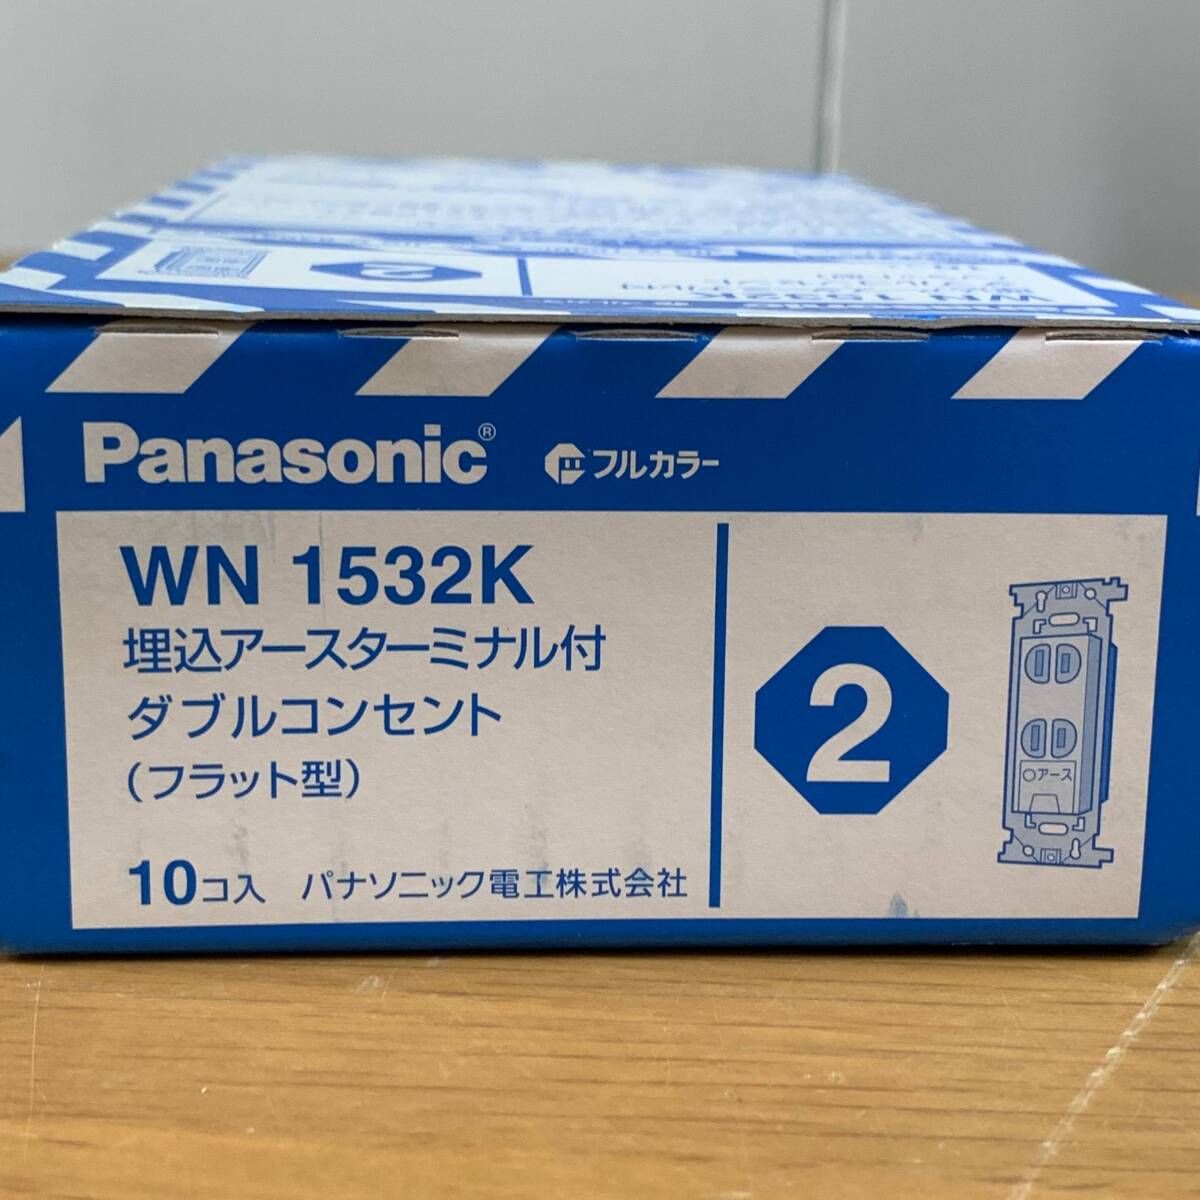 Panasonic® フルカラー
WN 1532K
埋込アースターミナル付
ダブルコンセント
(フラット型)
10コ入 パナソニック電工株式会社
2
アース
2